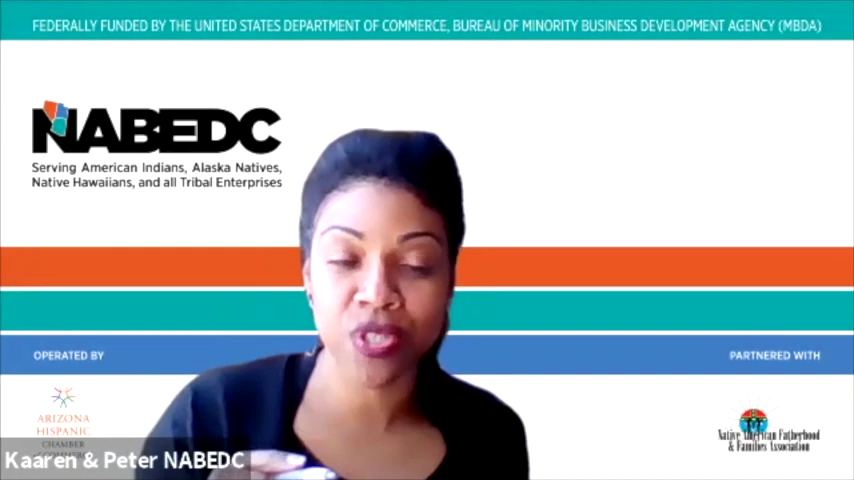 FEDERALLY FUNDED BY THE UNITED STATES DEPARTMENT OF COMMERCE, BUREAU OF MINORITY BUSINESS DEVELOPMENT AGENCY (MBDA)
NABEDC
Serving American Indians, Alaska Natives,
Native Hawaiians, and all Tribal Enterprises
OPERATED BY
PARTNERED WITH
ARIZONA
HISPANIC
CHAMBER
Native American Fatherhood
& Families Association
Kaaren & Peter NABEDC